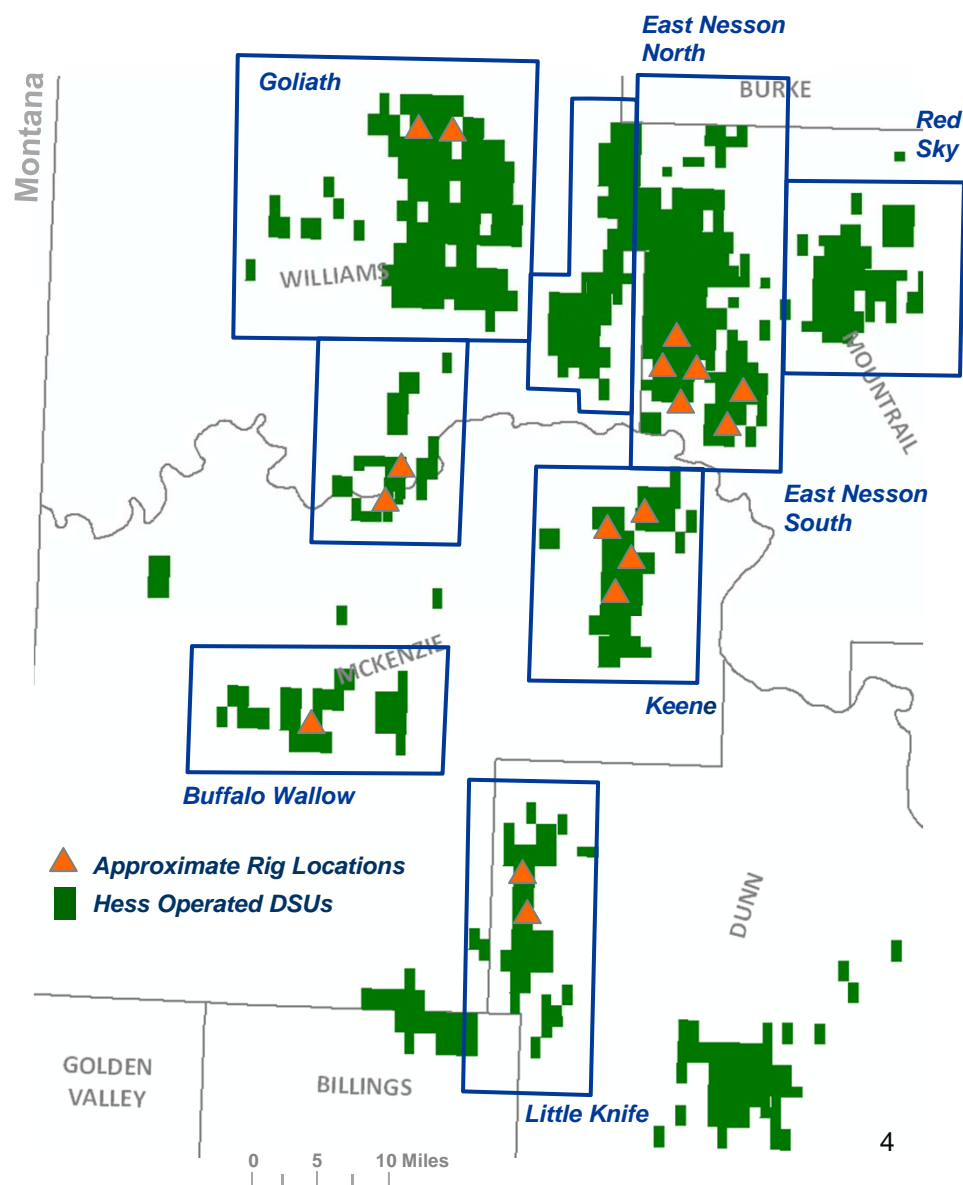 East Nesson
North
Montana
Goliath
BURKE
Red
Sky
WILLIAMS
MOUNTRAIL
East Nesson
South
MCKENZIE
Keene
Buffalo Wallow
Approximate Rig Locations
Hess Operated DSUs
DUNN
GOLDEN
VALLEY
BILLINGS
Little Knife
4
0 5 10 Miles